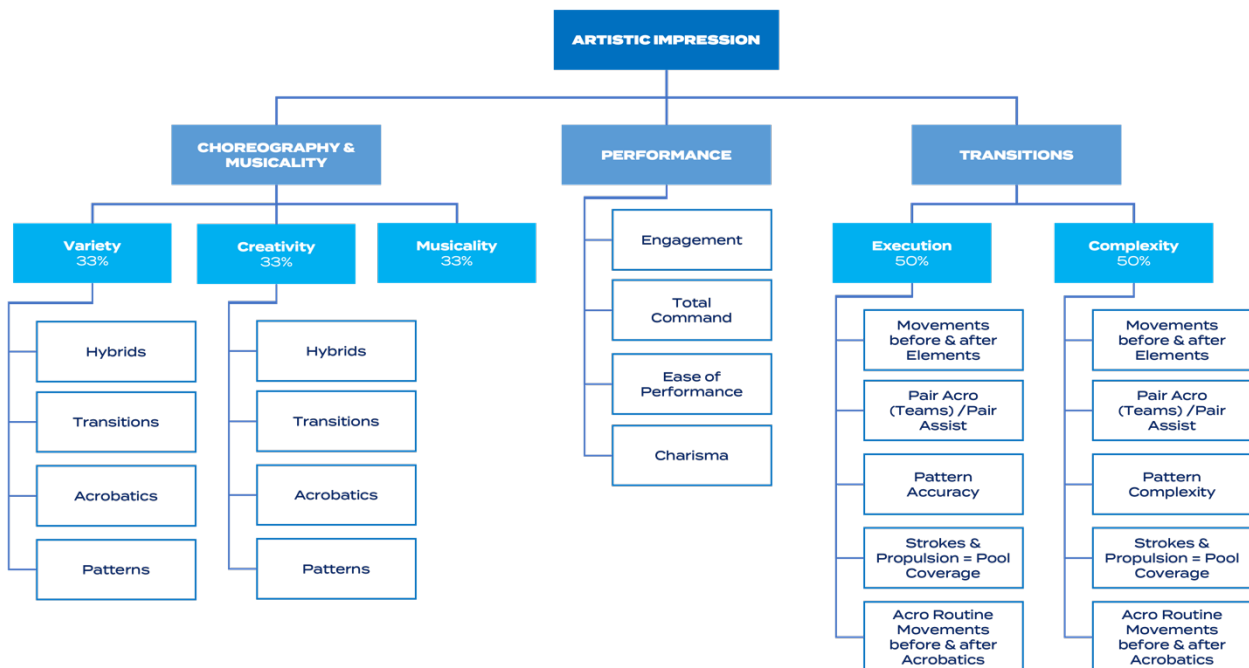 ARTISTIC IMPRESSION
CHOREOGRAPHY &
MUSICALITY
PERFORMANCE
TRANSITIONS
Variety
33%
Creativity
33%
Musicality
33%
Execution
50%
Complexity
50%
Hybrids
Transitions
Acrobatics
Patterns
Hybrids
Transitions
Acrobatics
Patterns
Engagement
Total
Command
Ease of
Performance
Charisma
Movements
before & after
Elements
Pair Acro
(Teams) /Pair
Assist
Pattern
Accuracy
Strokes &
Propulsion = Pool
Coverage
Acro Routine
Movements
before & after
Acrobatics
Movements
before & after
Elements
Pair Acro
(Teams) /Pair
Assist
Pattern
Complexity
Strokes &
Propulsion = Pool
Coverage
Acro Routine
Movements
before & after
Acrobatics